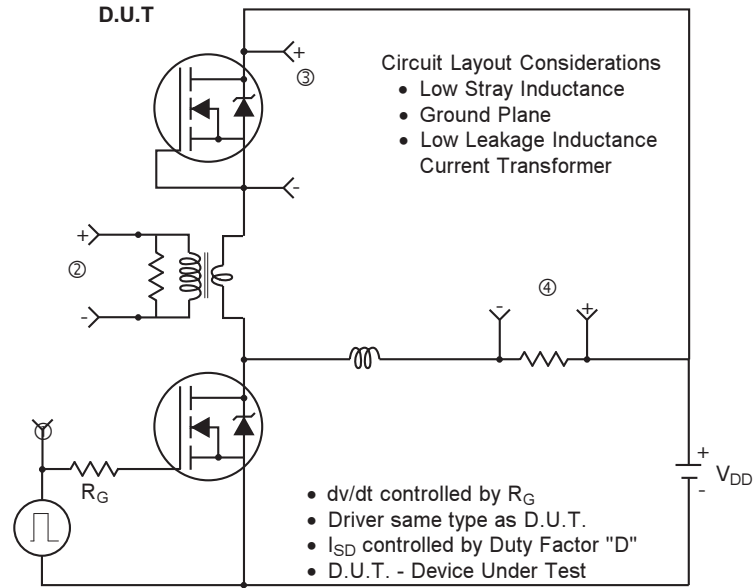 D.U.T
+
③
-
Circuit Layout Considerations
• Low Stray Inductance
• Ground Plane
• Low Leakage Inductance
Current Transformer
+
②
-
④
- +
①
R_G
+
V_DD
-
• dv/dt controlled by R_G
• Driver same type as D.U.T.
• I_SD controlled by Duty Factor "D"
• D.U.T. - Device Under Test